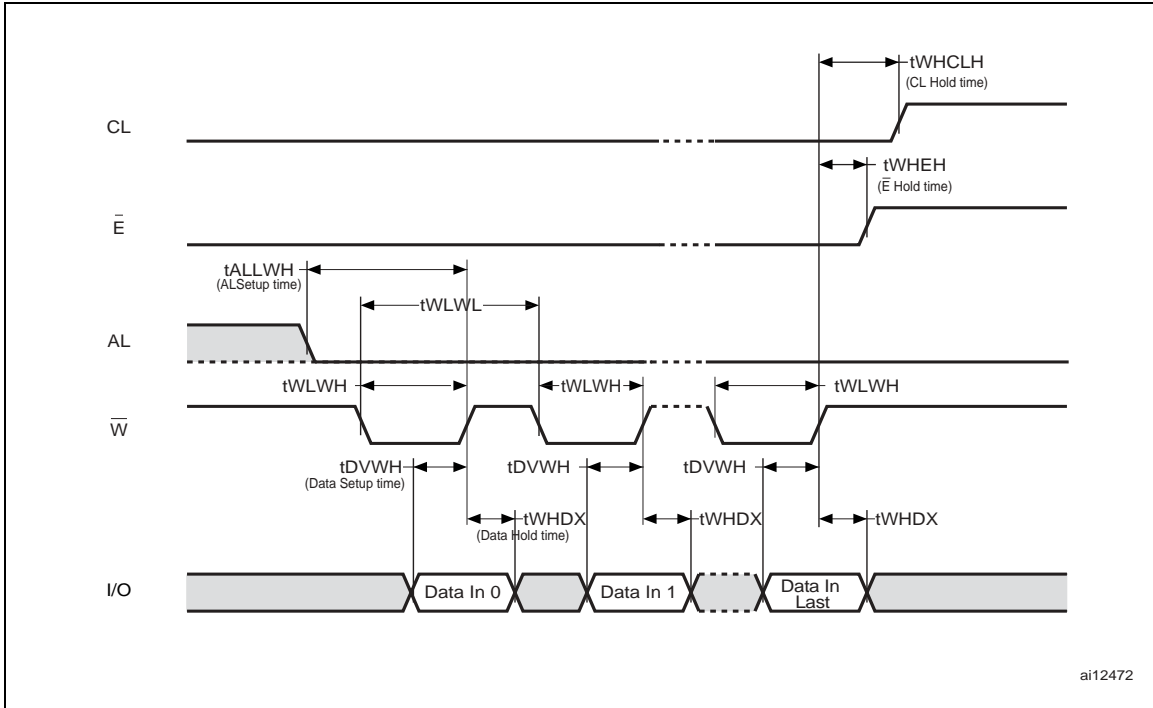 tWHCLH
(CL Hold time)
CL
tWHEH
(E̅ Hold time)
E̅
tALLWH
(ALSetup time)
tWLWL
AL
tWLWH
tWLWH
tWLWH
W̅
tDVWH
(Data Setup time)
tDVWH
tDVWH
tWHDX
(Data Hold time)
tWHDX
tWHDX
I/O
Data In 0
Data In 1
Data In
Last
ai12472